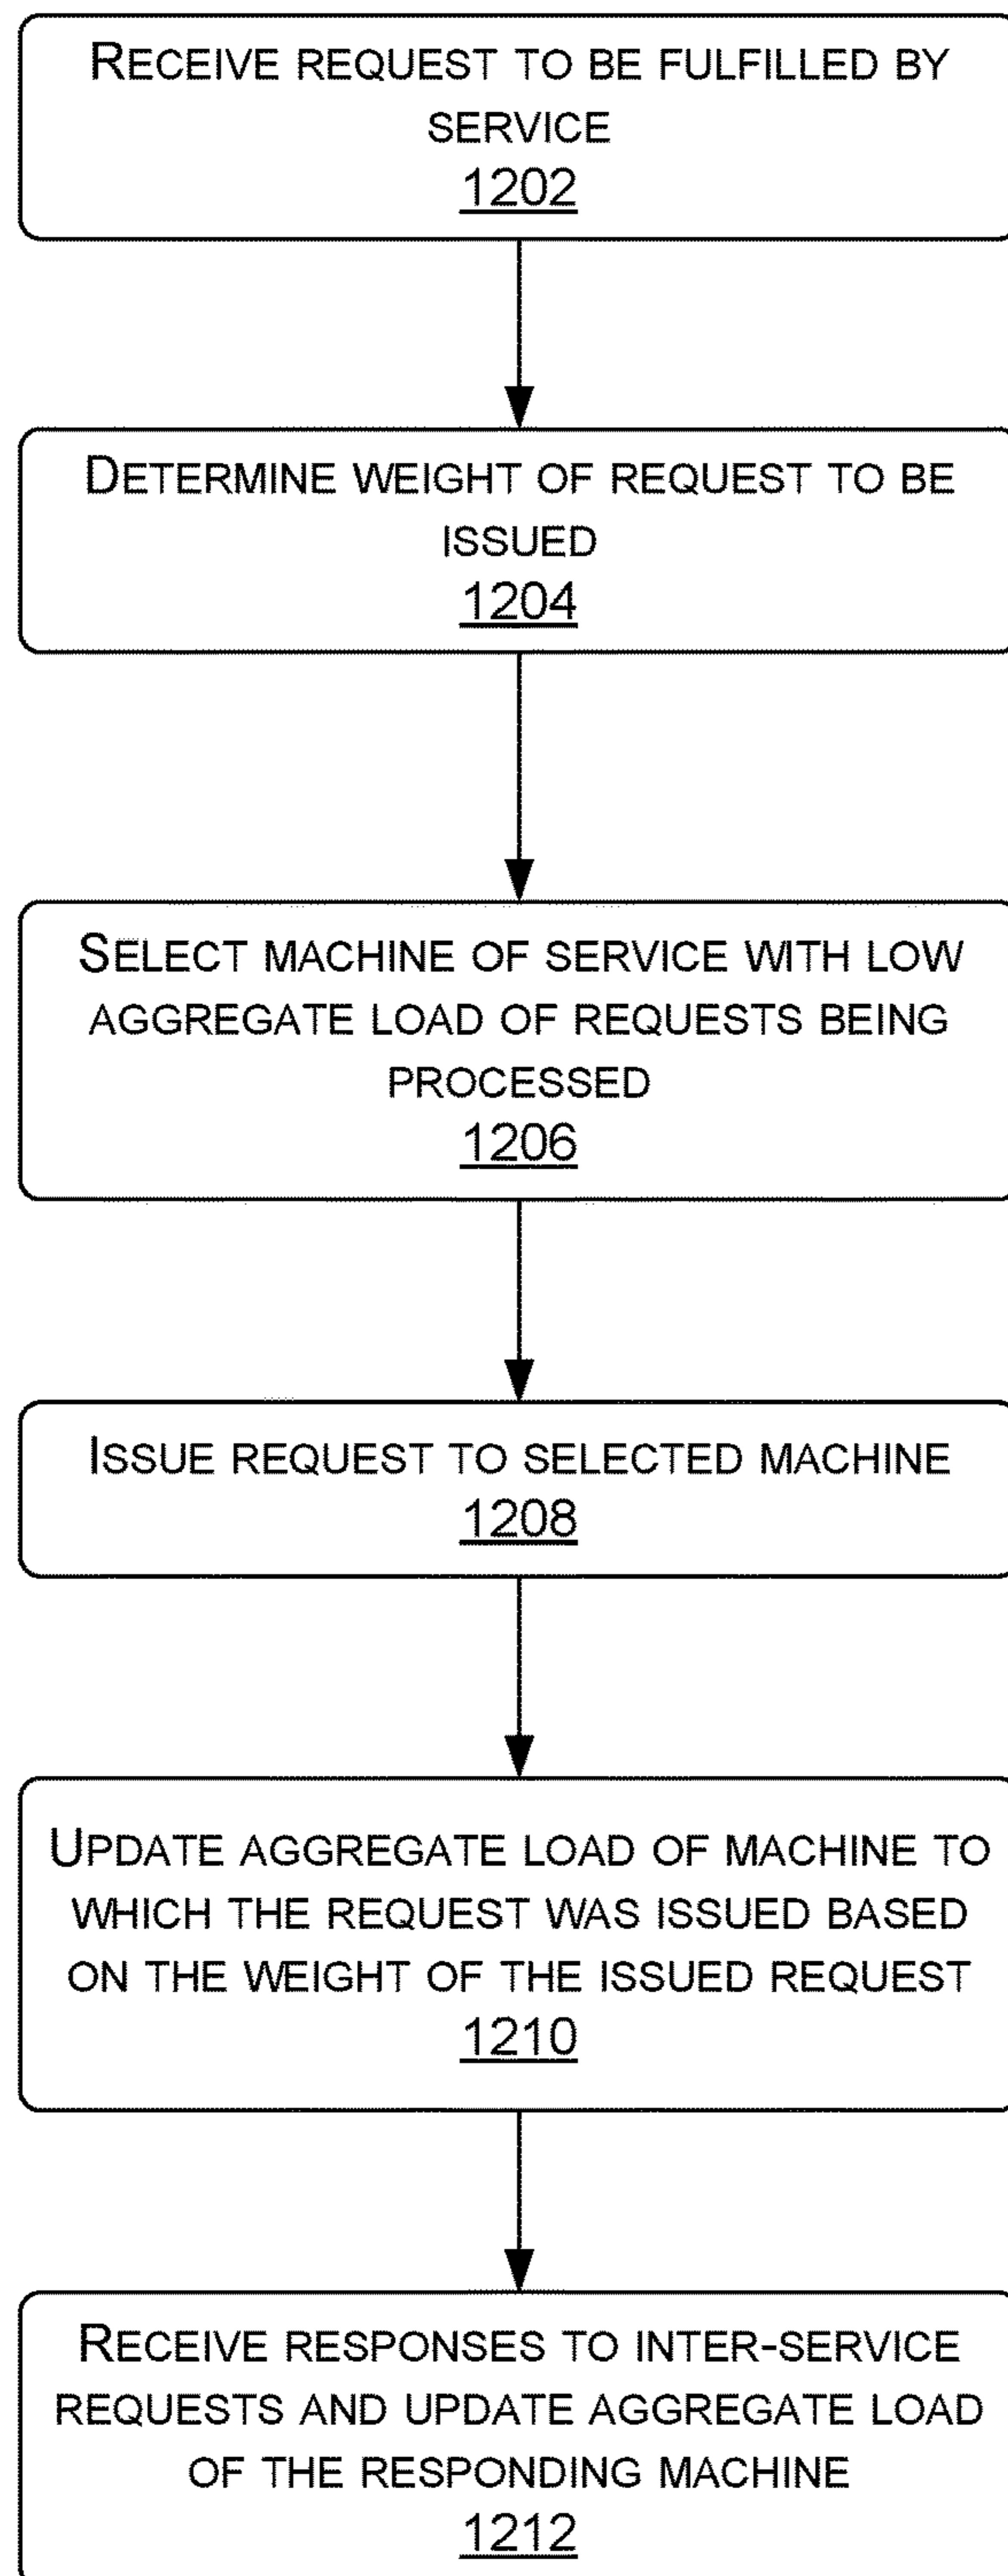 RECEIVE REQUEST TO BE FULFILLED BY
SERVICE
1202
DETERMINE WEIGHT OF REQUEST TO BE
ISSUED
1204
SELECT MACHINE OF SERVICE WITH LOW
AGGREGATE LOAD OF REQUESTS BEING
PROCESSED
1206
ISSUE REQUEST TO SELECTED MACHINE
1208
UPDATE AGGREGATE LOAD OF MACHINE TO
WHICH THE REQUEST WAS ISSUED BASED
ON THE WEIGHT OF THE ISSUED REQUEST
1210
RECEIVE RESPONSES TO INTER-SERVICE
REQUESTS AND UPDATE AGGREGATE LOAD
OF THE RESPONDING MACHINE
1212